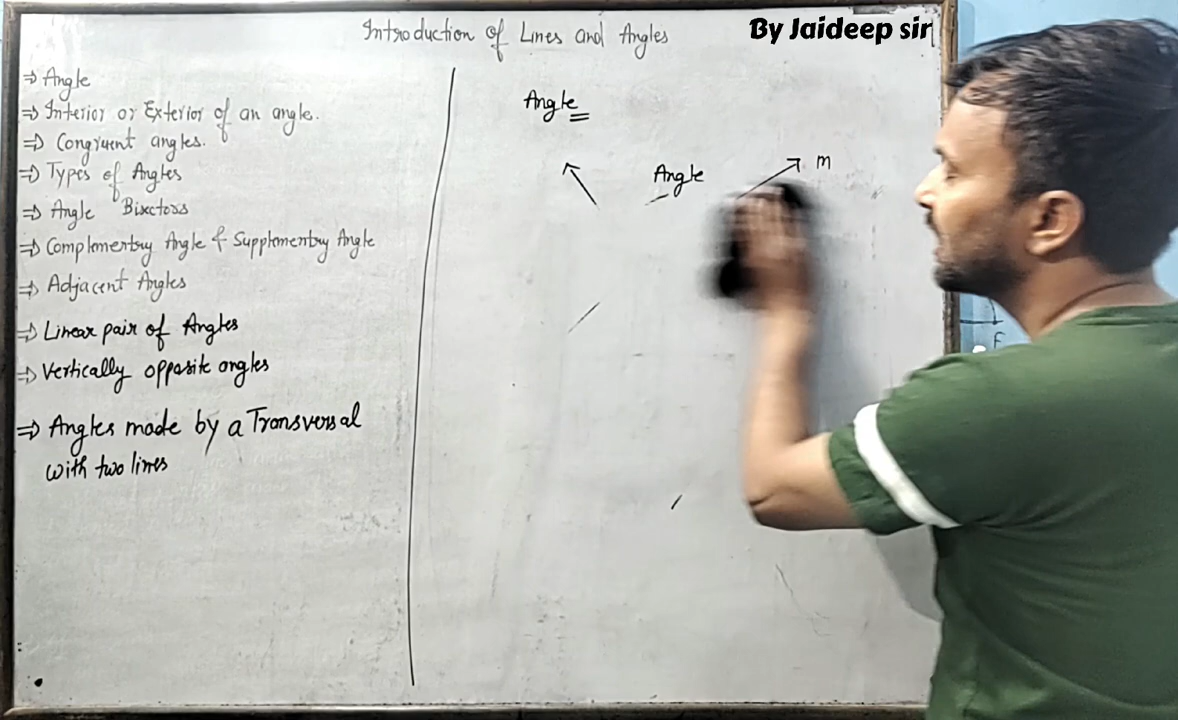 Introduction of Lines and Angles
By Jaideep sir
⇒ Angle
⇒ Interior or Exterior of an angle.
⇒ Congruent angles.
⇒ Types of Angles
⇒ Angle Bisectors
⇒ Complementry Angle & Supplementry Angle
⇒ Adjacent Angles
⇒ Linear pair of Angles
⇒ Vertically opposite angles
⇒ Angles made by a Transversal
with two lines
Angle
Angle
m
F